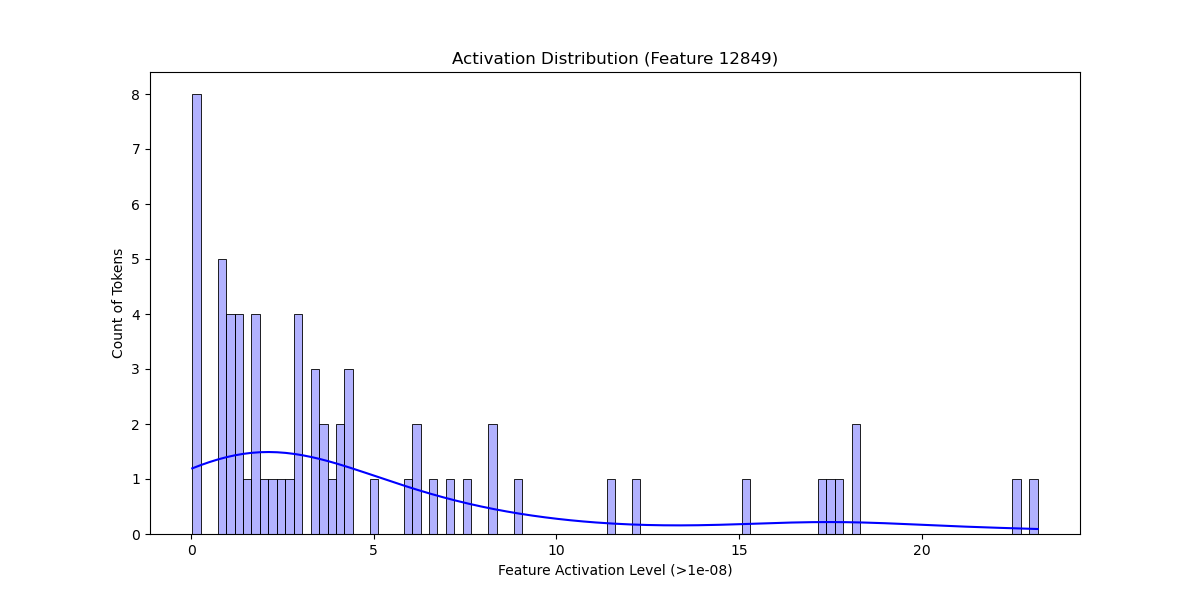 Activation Distribution (Feature 12849)
Count of Tokens
8
7
6
5
4
3
2
1
0
0 5 10 15 20
Feature Activation Level (>1e-08)